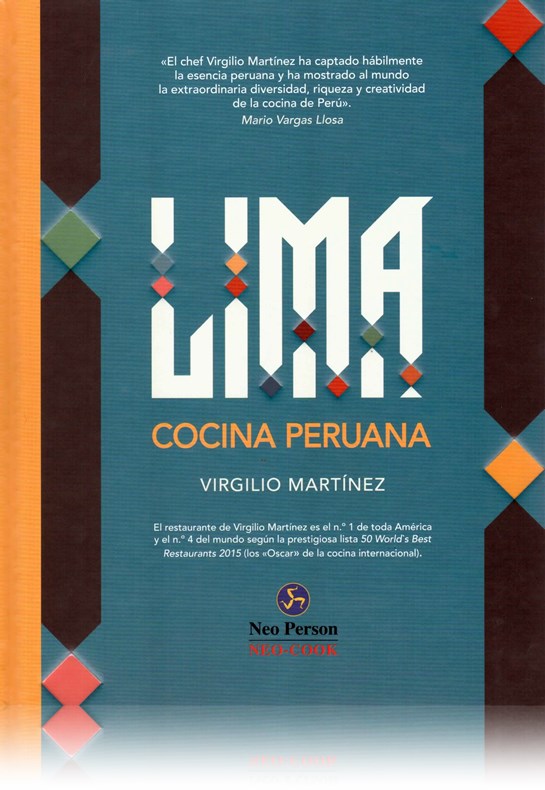 «El chef Virgilio Martínez ha captado hábilmente
la esencia peruana y ha mostrado al mundo
la extraordinaria diversidad, riqueza y creatividad
de la cocina de Perú».
Mario Vargas Llosa
LIMA
COCINA PERUANA
VIRGILIO MARTÍNEZ
El restaurante de Virgilio Martínez es el n.º 1 de toda América
y el n.º 4 del mundo según la prestigiosa lista 50 World's Best
Restaurants 2015 (los «Oscar» de la cocina internacional).
Neo Person
NEO-COOK